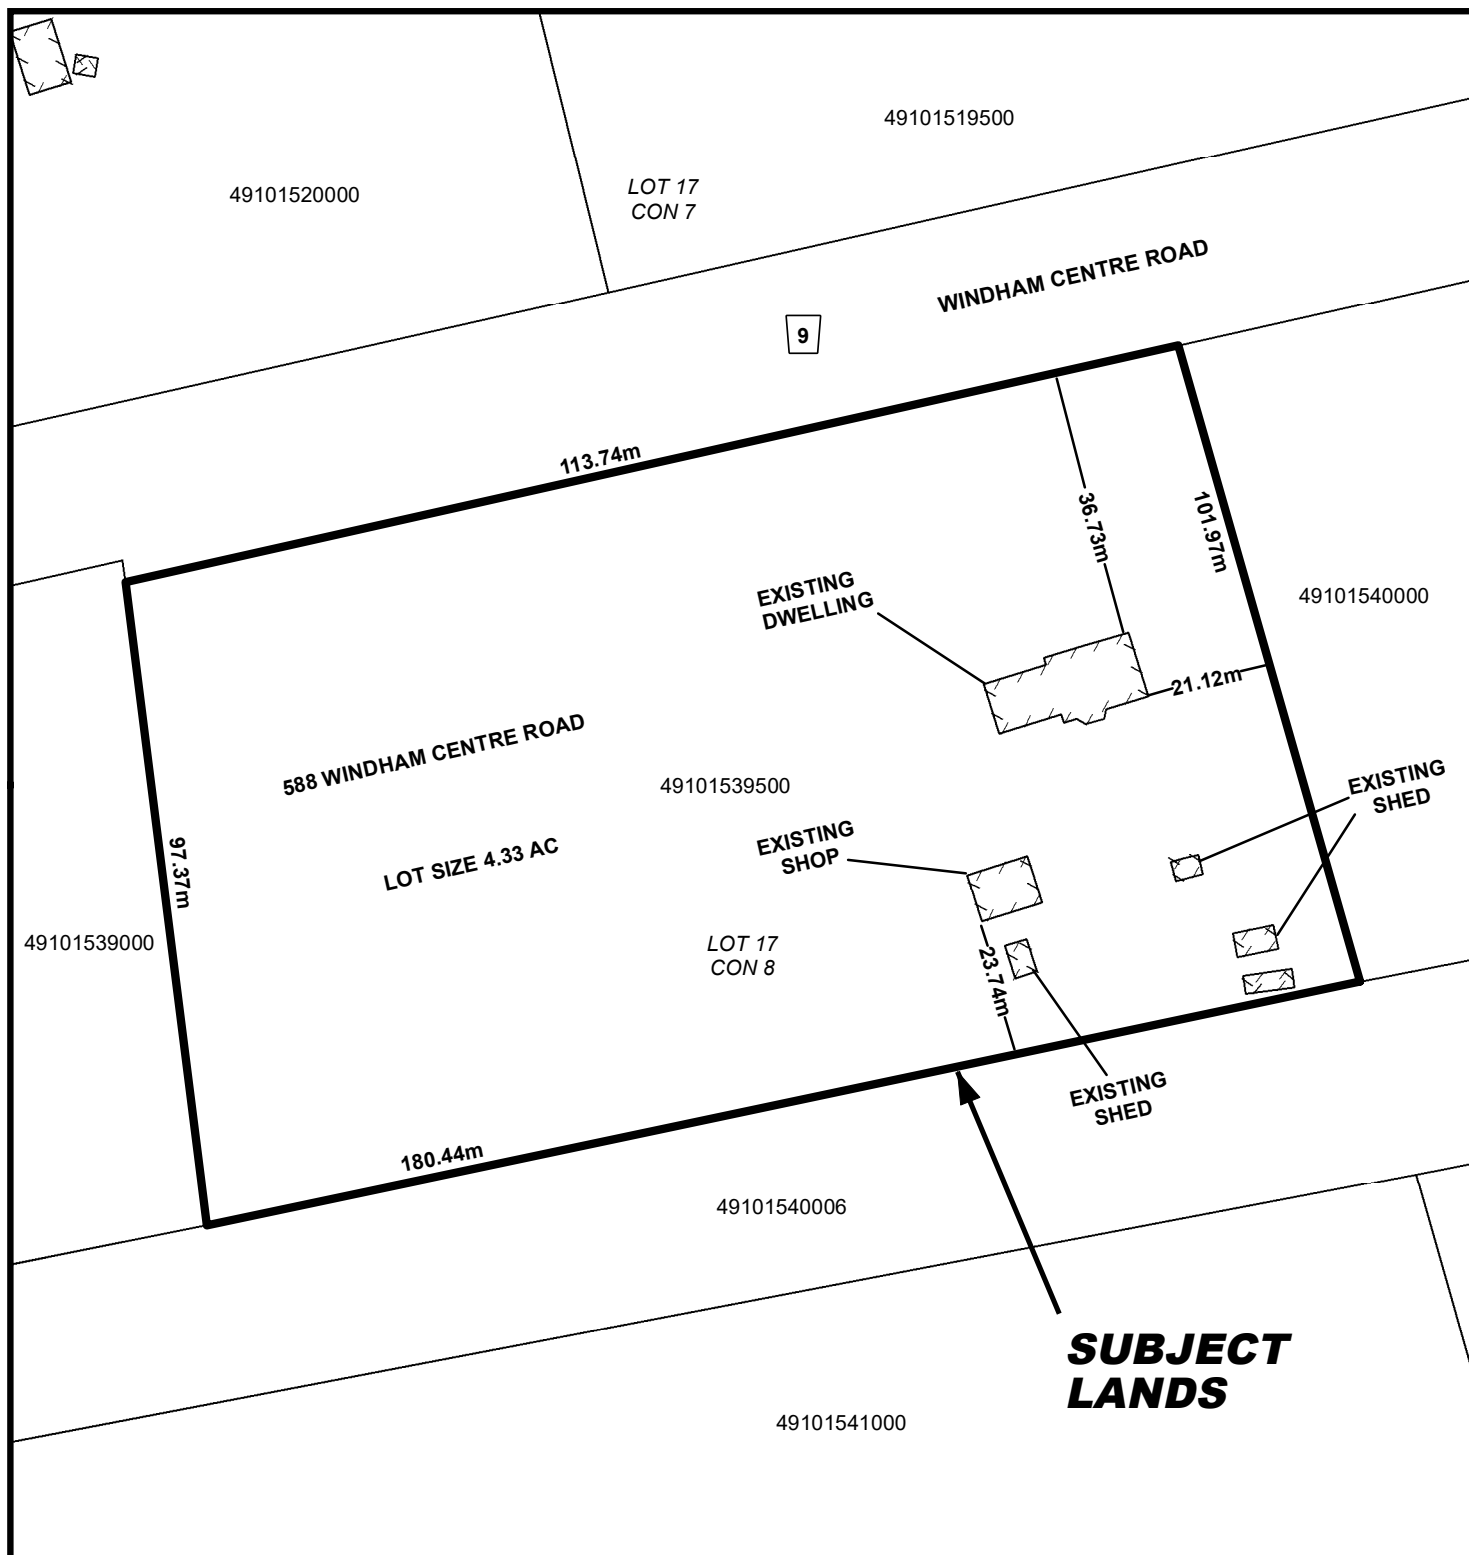 49101519500
49101520000
LOT 17
CON 7
WINDHAM CENTRE ROAD
9
113.74m
36.73m
101.97m
EXISTING
DWELLING
49101540000
21.12m
588 WINDHAM CENTRE ROAD
49101539500
EXISTING
SHED
EXISTING
SHOP
LOT SIZE 4.33 AC
97.37m
49101539000
LOT 17
CON 8
23.74m
EXISTING
SHED
180.44m
49101540006
SUBJECT
LANDS
49101541000